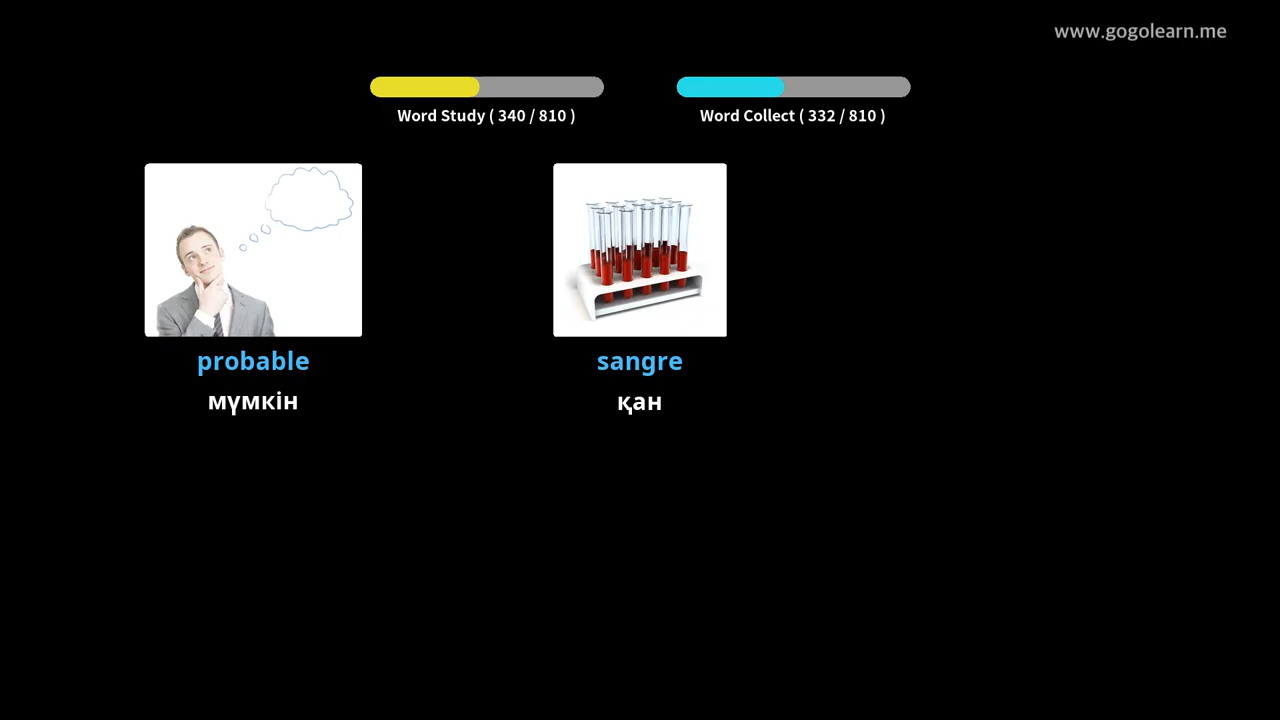 www.gogolearn.me
Word Study ( 340 / 810 )
Word Collect ( 332 / 810 )
probable
мүмкін
sangre
қан